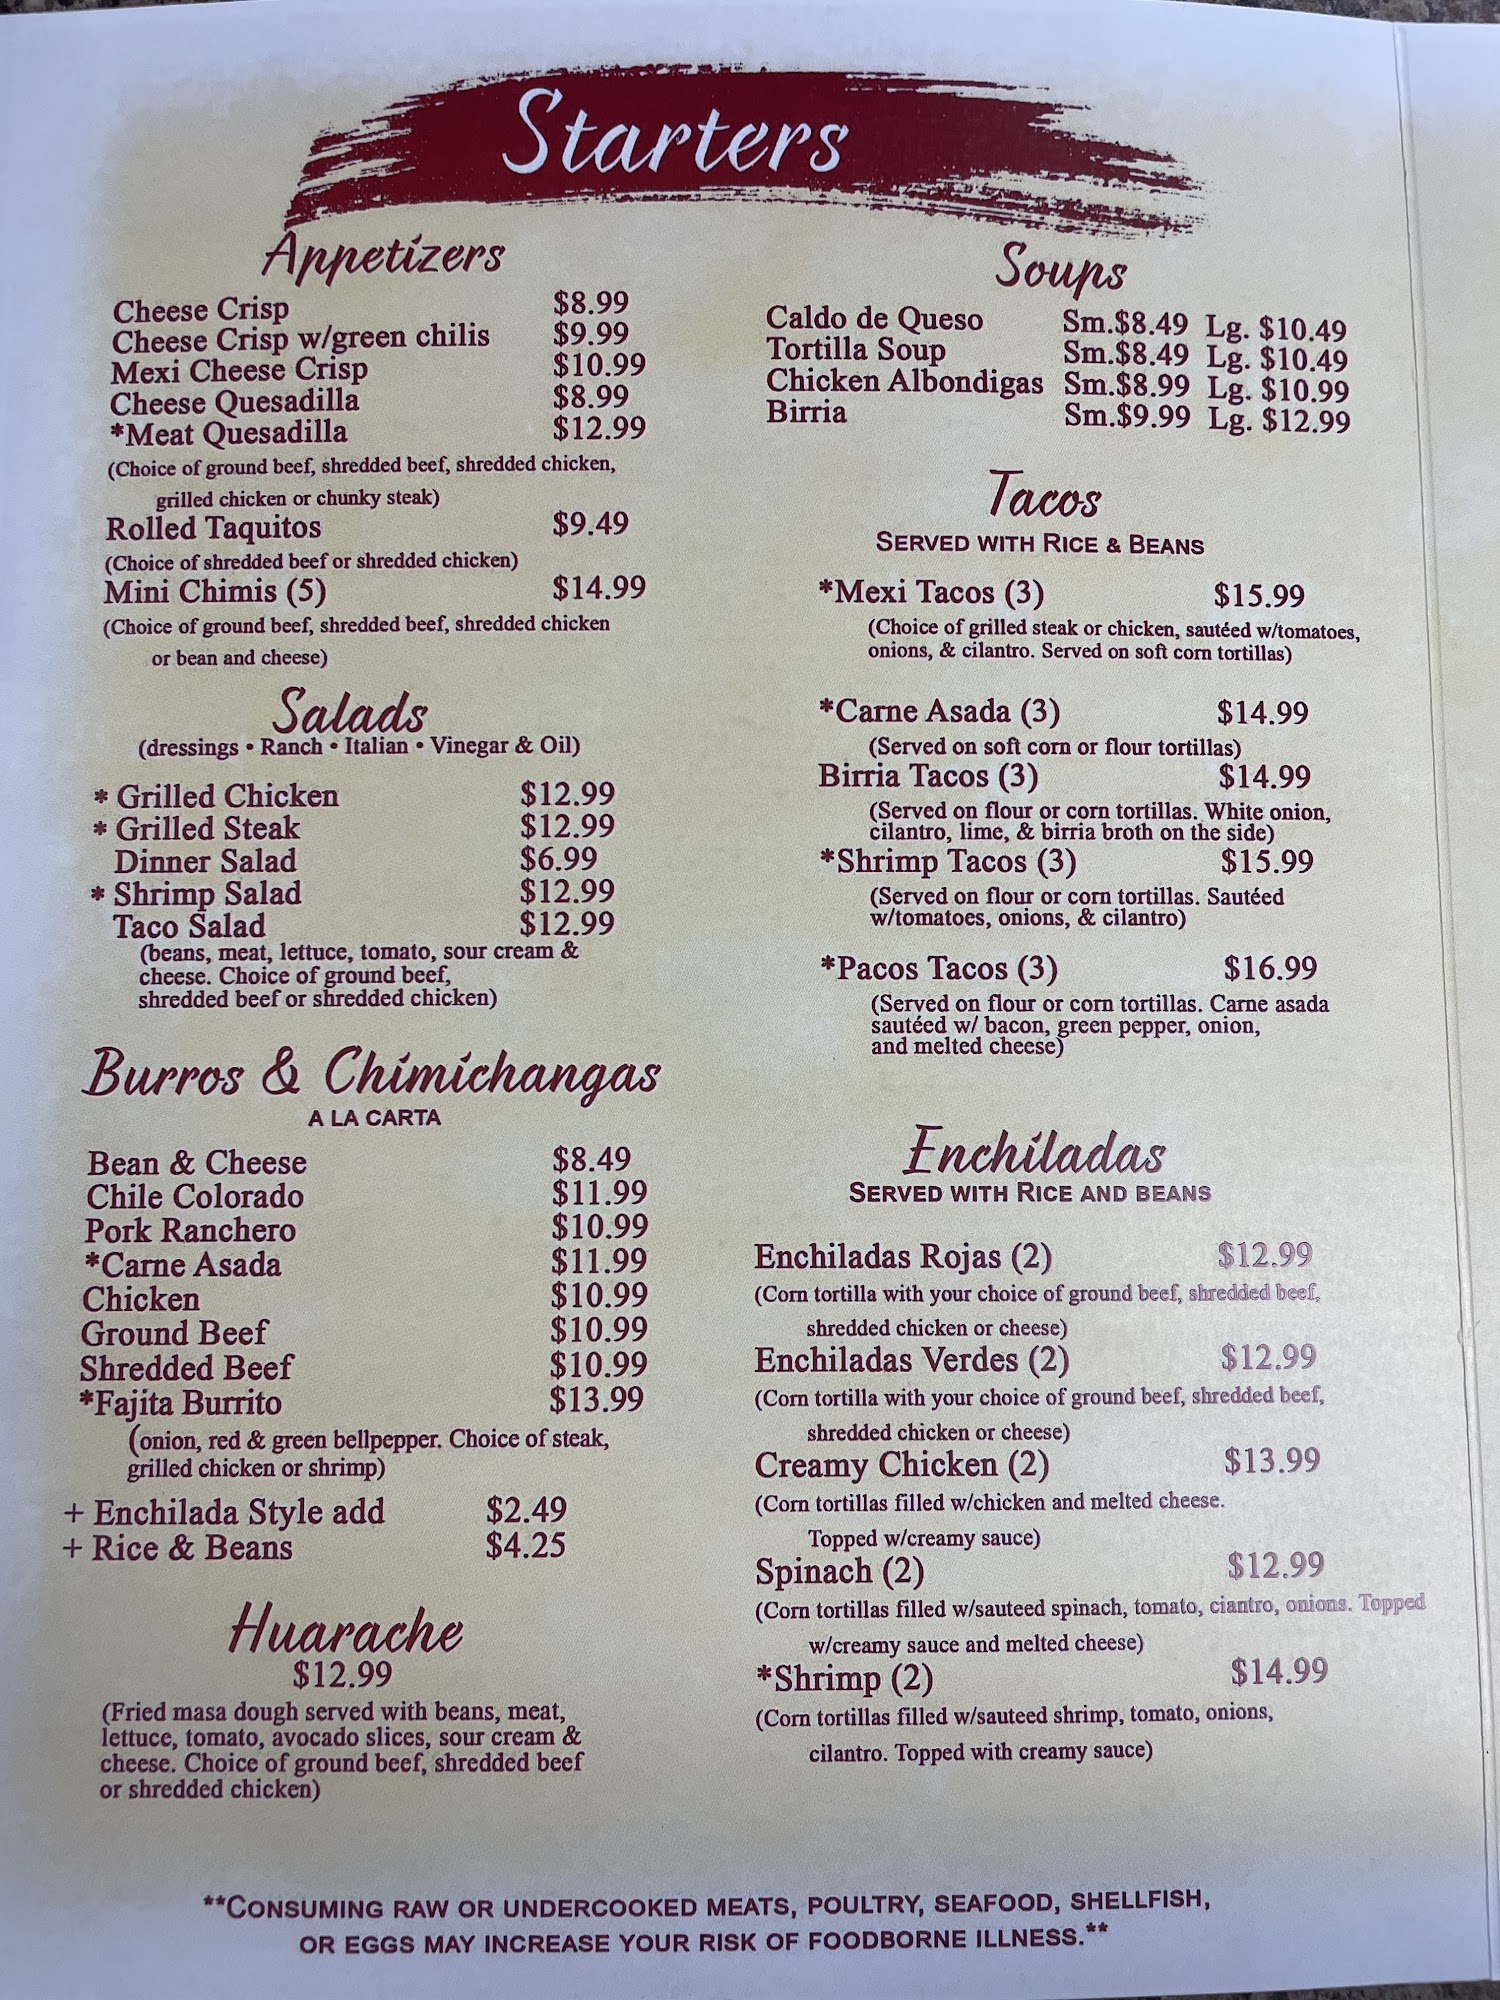 Starters
Appetizers
Cheese Crisp $8.99
Cheese Crisp w/green chilis $9.99
Mexi Cheese Crisp $10.99
Cheese Quesadilla $8.99
*Meat Quesadilla $12.99
(Choice of ground beef, shredded beef, shredded chicken,
grilled chicken or chunky steak)
Rolled Taquitos $9.49
(Choice of shredded beef or shredded chicken)
Mini Chimis (5) $14.99
(Choice of ground beef, shredded beef, shredded chicken
or bean and cheese)
Salads
(dressings • Ranch • Italian • Vinegar & Oil)
* Grilled Chicken $12.99
* Grilled Steak $12.99
Dinner Salad $6.99
* Shrimp Salad $12.99
Taco Salad $12.99
(beans, meat, lettuce, tomato, sour cream &
cheese. Choice of ground beef,
shredded beef or shredded chicken)
Burros & Chimichangas
A LA CARTA
Bean & Cheese $8.49
Chile Colorado $11.99
Pork Ranchero $10.99
*Carne Asada $11.99
Chicken $10.99
Ground Beef $10.99
Shredded Beef $10.99
*Fajita Burrito $13.99
(onion, red & green bellpepper. Choice of steak,
grilled chicken or shrimp)
+ Enchilada Style add $2.49
+ Rice & Beans $4.25
Huarache
$12.99
(Fried masa dough served with beans, meat,
lettuce, tomato, avocado slices, sour cream &
cheese. Choice of ground beef, shredded beef
or shredded chicken)
Soups
Caldo de Queso Sm.$8.49 Lg. $10.49
Tortilla Soup Sm.$8.49 Lg. $10.49
Chicken Albondigas Sm.$8.99 Lg. $10.99
Birria Sm.$9.99 Lg. $12.99
Tacos
SERVED WITH RICE & BEANS
*Mexi Tacos (3) $15.99
(Choice of grilled steak or chicken, sautéed w/tomatoes,
onions, & cilantro. Served on soft corn tortillas)
*Carne Asada (3) $14.99
(Served on soft corn or flour tortillas)
Birria Tacos (3) $14.99
(Served on flour or corn tortillas. White onion,
cilantro, lime, & birria broth on the side)
*Shrimp Tacos (3) $15.99
(Served on flour or corn tortillas. Sautéed
w/tomatoes, onions, & cilantro)
*Pacos Tacos (3) $16.99
(Served on flour or corn tortillas. Carne asada
sautéed w/ bacon, green pepper, onion,
and melted cheese)
Enchiladas
SERVED WITH RICE AND BEANS
Enchiladas Rojas (2) $12.99
(Corn tortilla with your choice of ground beef, shredded beef,
shredded chicken or cheese)
Enchiladas Verdes (2) $12.99
(Corn tortilla with your choice of ground beef, shredded beef,
shredded chicken or cheese)
Creamy Chicken (2) $13.99
(Corn tortillas filled w/chicken and melted cheese.
Topped w/creamy sauce)
Spinach (2) $12.99
(Corn tortillas filled w/sauteed spinach, tomato, ciantro, onions. Topped
w/creamy sauce and melted cheese)
*Shrimp (2) $14.99
(Corn tortillas filled w/sauteed shrimp, tomato, onions,
cilantro. Topped with creamy sauce)
**CONSUMING RAW OR UNDERCOOKED MEATS, POULTRY, SEAFOOD, SHELLFISH,
OR EGGS MAY INCREASE YOUR RISK OF FOODBORNE ILLNESS.**